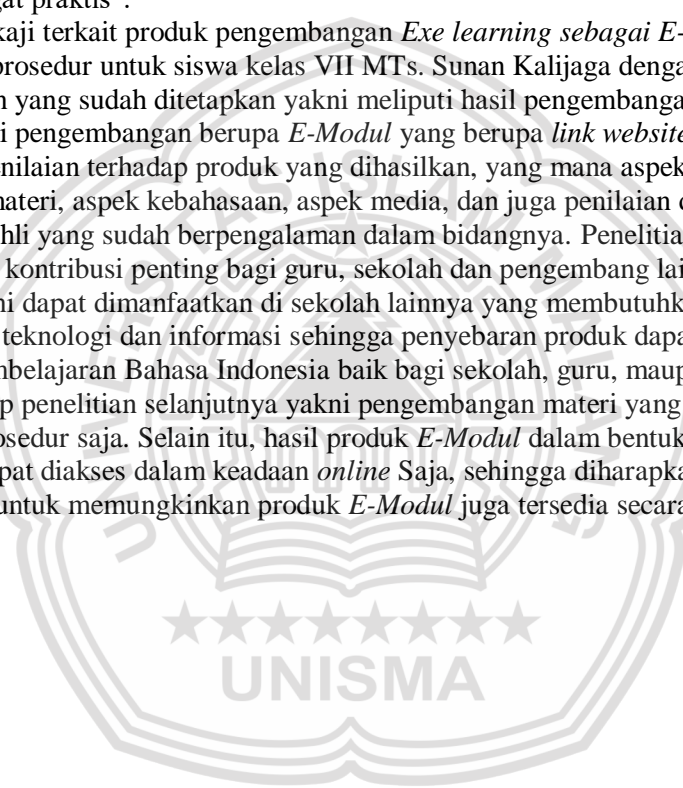 gat praktis".
kaji terkait produk pengembangan Exe learning sebagai E-
prosedur untuk siswa kelas VII MTs. Sunan Kalijaga denga
n yang sudah ditetapkan yakni meliputi hasil pengembanga
i pengembangan berupa E-Modul yang berupa link website
enilaian terhadap produk yang dihasilkan, yang mana aspek
nateri, aspek kebahasaan, aspek media, dan juga penilaian
hli yang sudah berpengalaman dalam bidangnya. Penelitia
kontribusi penting bagi guru, sekolah dan pengembang lai
ni dapat dimanfaatkan di sekolah lainnya yang membutuhk
teknologi dan informasi sehingga penyebaran produk dapa
mbelajaran Bahasa Indonesia baik bagi sekolah, guru, maup
p penelitian selanjutnya yakni pengembangan materi yang
osedur saja. Selain itu, hasil produk E-Modul dalam bentuk
pat diakses dalam keadaan online Saja, sehingga diharapka
untuk memungkinkan produk E-Modul juga tersedia secara
UNIVERSITAS ISLAM MALANG
UNISMA